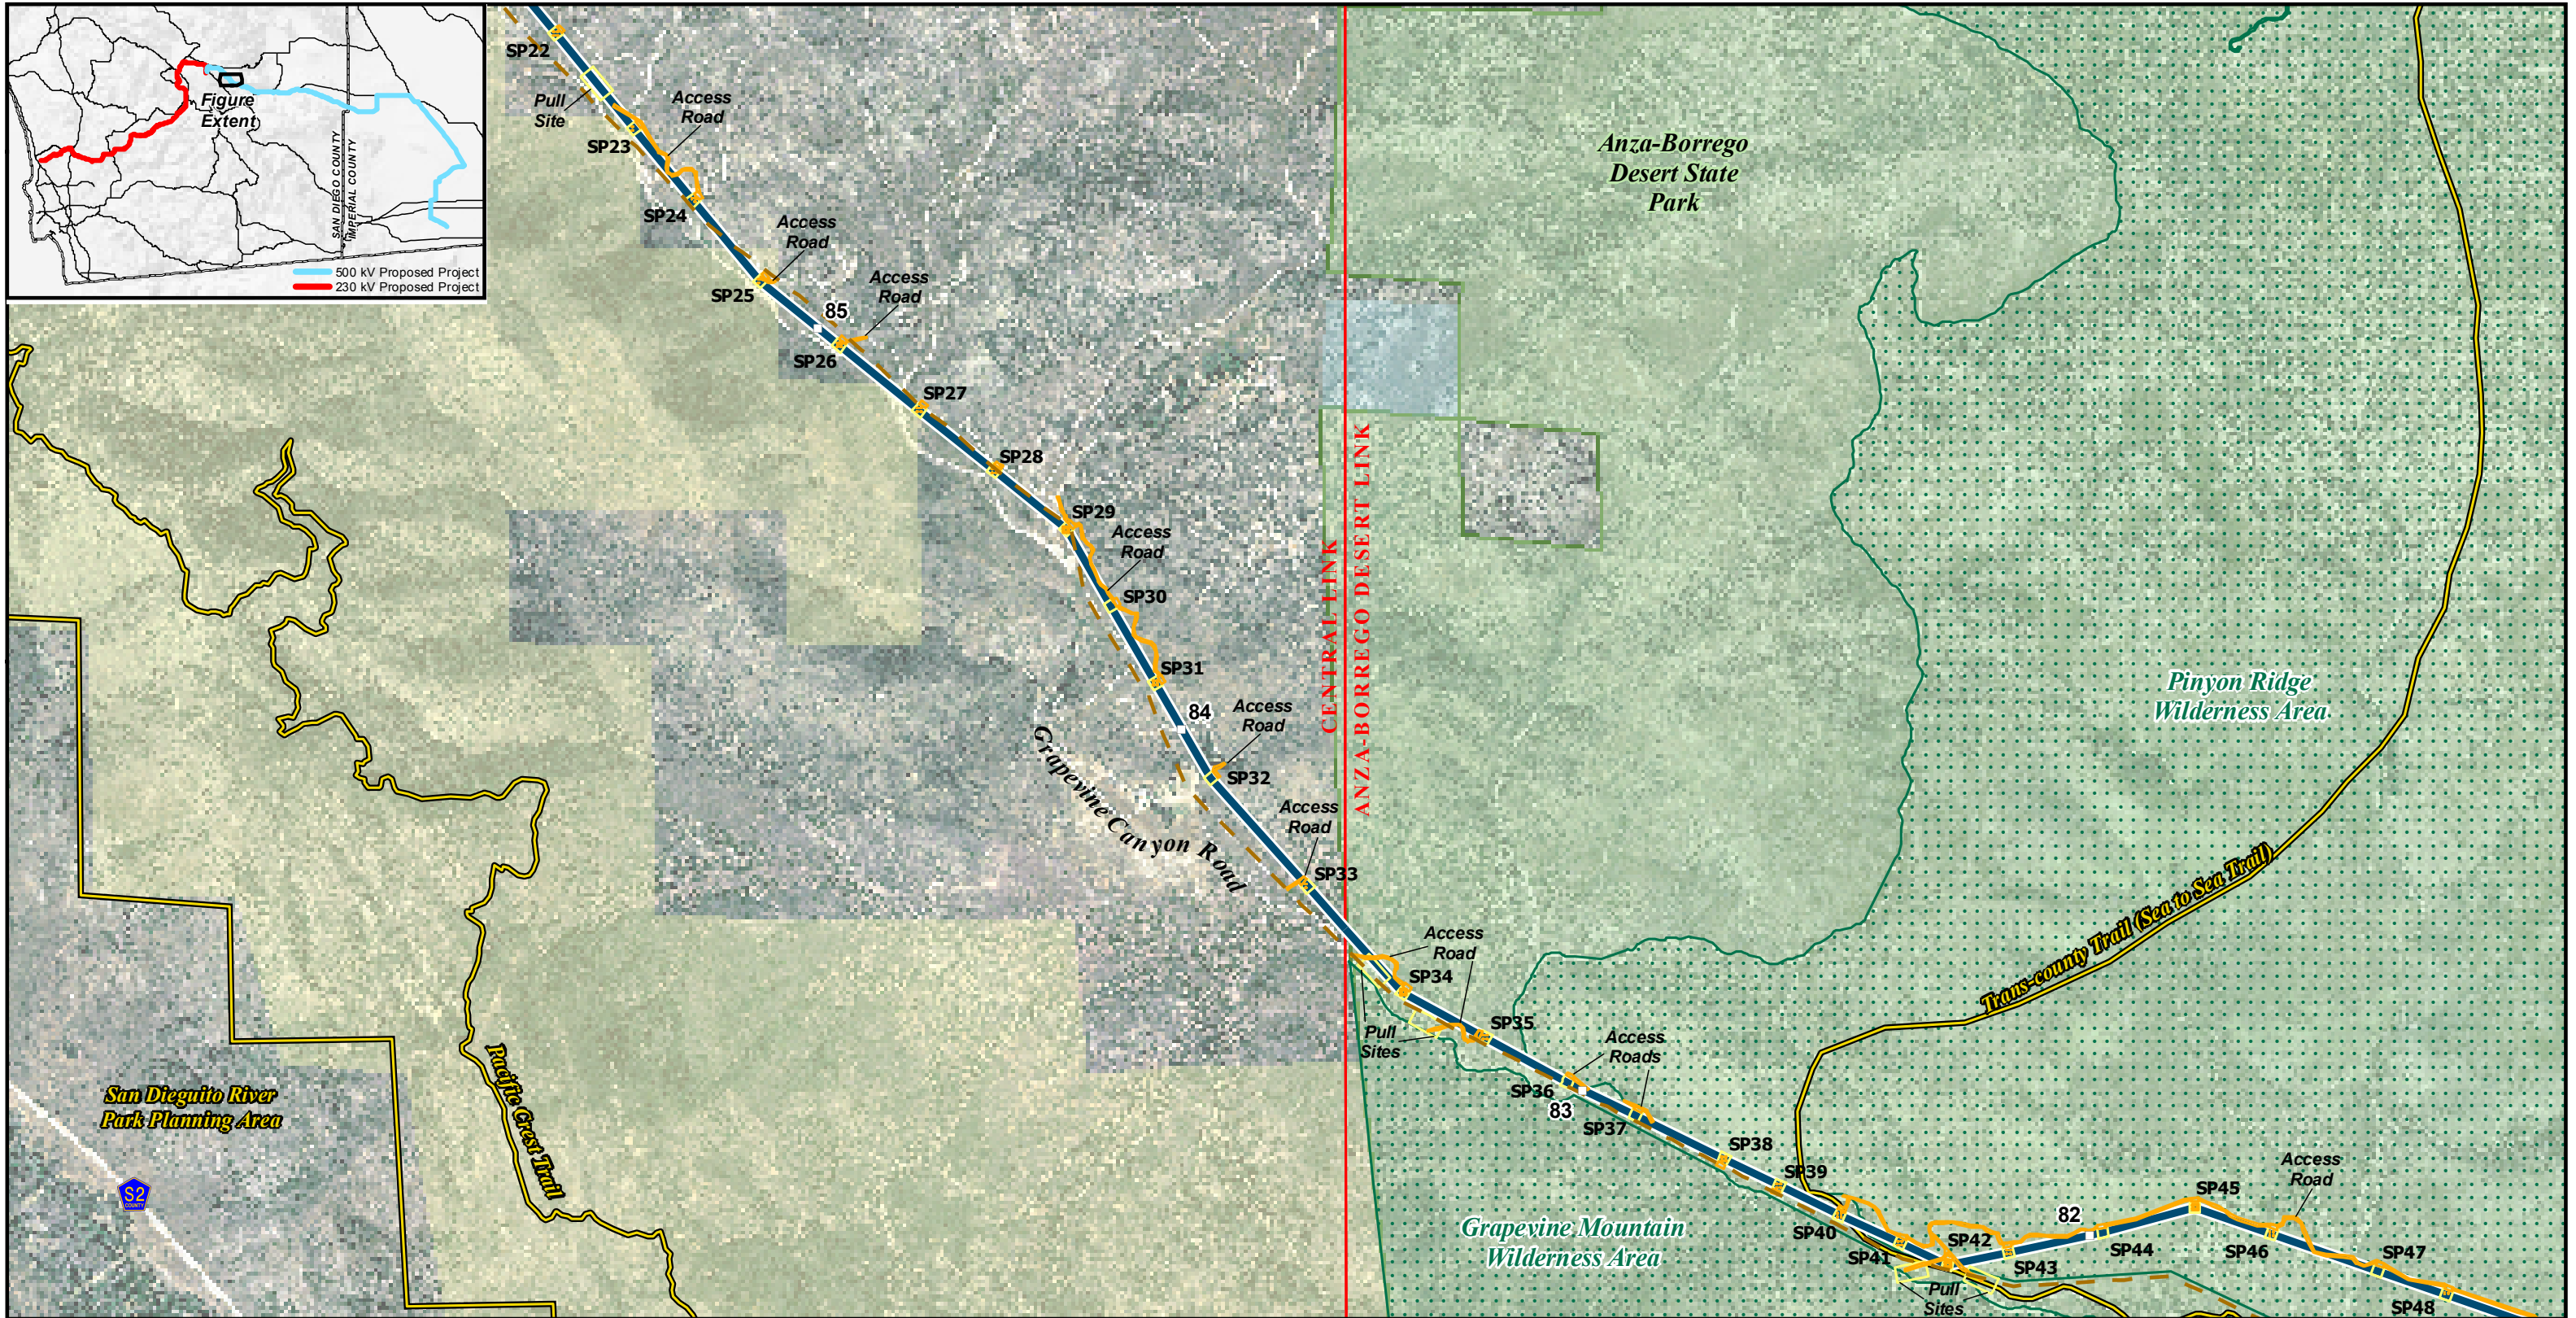 Figure
Extent
SAN DIEGO COUNTY
IMPERIAL COUNTY
500 kV Proposed Project
230 kV Proposed Project
SP22
Pull
Site
Access
Road
SP23
SP24
Access
Road
SP25
Access
Road
85
SP26
SP27
SP28
SP29
Access
Road
SP30
SP31
84
Access
Road
SP32
Grapevine Canyon Road
Access
Road
SP33
CENTRAL LINK
ANZA-BORREGO DESERT LINK
Anza-Borrego
Desert State
Park
Pinyon Ridge
Wilderness Area
Trans-county Trail (Sea to Sea Trail)
Access
Road
SP34
Pull
Sites
SP35
Access
Roads
SP36
83
SP37
SP38
SP39
SP40
SP41
SP42
SP43
82
SP44
SP45
Access
Road
SP46
SP47
SP48
Pull
Sites
Grapevine Mountain
Wilderness Area
Pacific Crest Trail
San Dieguito River
Park Planning Area
S2
COUNTY